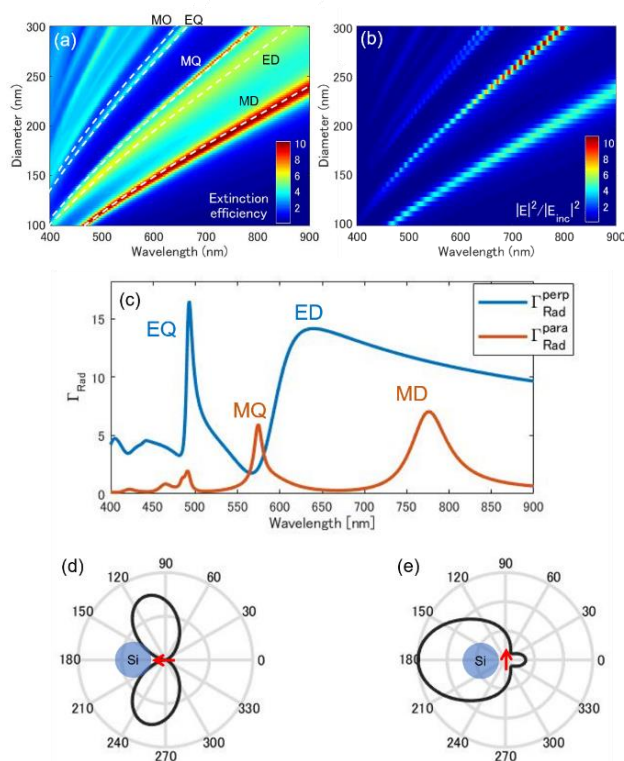 MO EQ
(a)
MQ
ED
MD
Extinction
efficiency
10
8
6
4
2
Diameter (nm)
300
250
200
150
100
400 500 600 700 800 900
Wavelength (nm)
(b)
10
8
6
4
2
|E|²/|E_inc|²
Diameter (nm)
300
250
200
150
100
400 500 600 700 800 900
Wavelength (nm)
(c)
EQ
ED
MQ
MD
Γ^perp_Rad
Γ^para_Rad
Γ_Rad
15
10
5
0
400 450 500 550 600 650 700 750 800 850 900
Wavelength [nm]
(d)
90
120 60
150 30
Si
180 0
210 330
240 300
270
(e)
90
120 60
150 30
Si
180 0
210 330
240 300
270